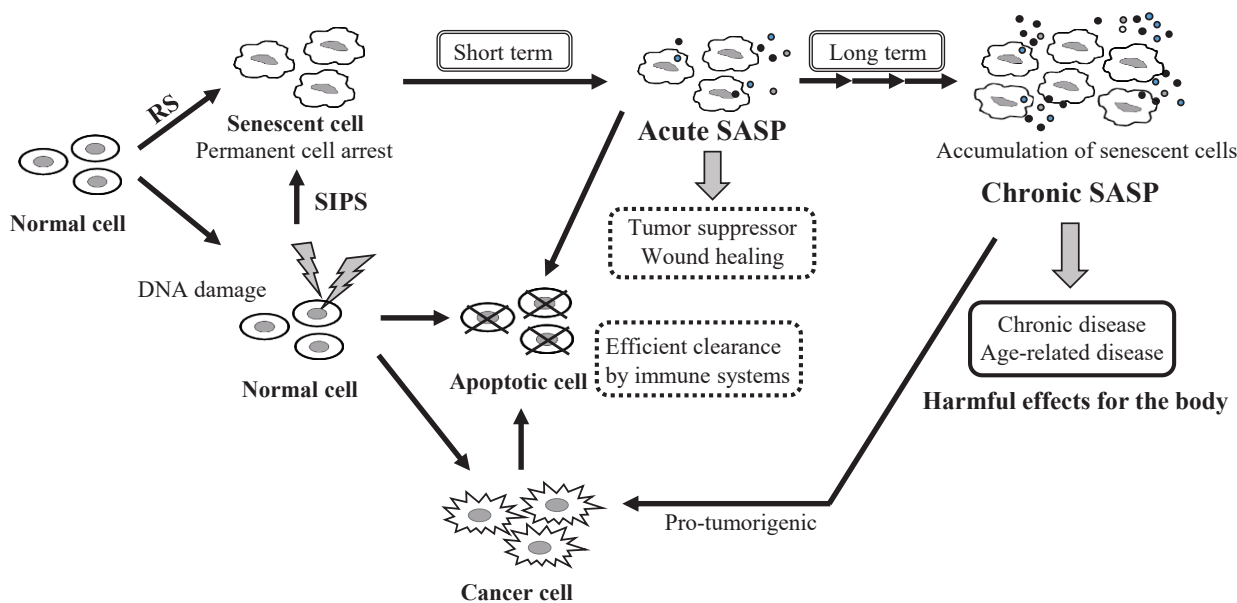 Short term
Long term
RS
Senescent cell
Permanent cell arrest
Acute SASP
Accumulation of senescent cells
Chronic SASP
Normal cell
SIPS
Tumor suppressor
Wound healing
DNA damage
Chronic disease
Age-related disease
Efficient clearance
by immune systems
Normal cell
Apoptotic cell
Harmful effects for the body
Pro-tumorigenic
Cancer cell